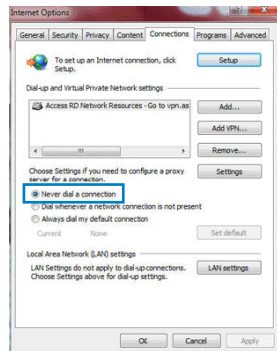 Internet Options
General Security Privacy Content Connections Programs Advanced
To set up an Internet connection, click
Setup.
Setup
Dial-up and Virtual Private Network settings
Access RD Network Resources - Go to vpn.as
Add...
Add VPN...
Remove...
Choose Settings if you need to configure a proxy
server for a connection.
Settings
Never dial a connection
Dial whenever a network connection is not present
Always dial my default connection
Current None
Set default
Local Area Network (LAN) settings
LAN Settings do not apply to dial-up connections.
Choose Settings above for dial-up settings.
LAN settings
OK Cancel Apply